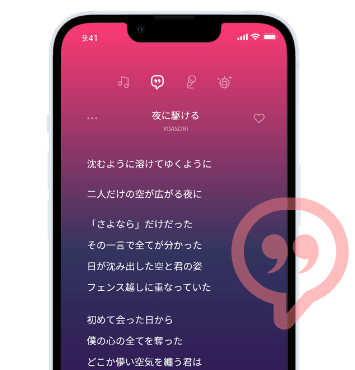 9:41
夜に駆ける
YOASOBI
沈むように溶けてゆくように
二人だけの空が広がる夜に
「さよなら」だけだった
その一言で全てが分かった
日が沈み出した空と君の姿
フェンス越しに重なっていた
初めて会った日から
僕の心の全てを奪った
どこか儚い空気を纏う君は